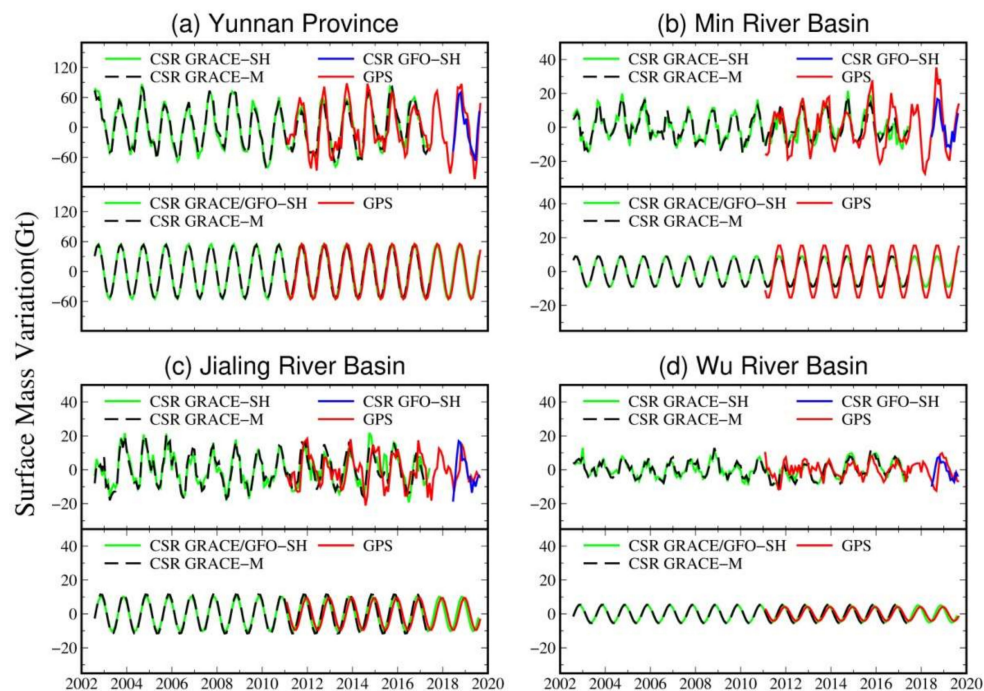 (a) Yunnan Province
(b) Min River Basin
CSR GRACE−SH CSR GFO−SH
CSR GRACE−M GPS
CSR GRACE−SH CSR GFO−SH
CSR GRACE−M GPS
120
60
0
−60
40
20
0
−20
CSR GRACE/GFO−SH GPS
CSR GRACE−M
CSR GRACE/GFO−SH GPS
CSR GRACE−M
120
60
0
−60
40
20
0
−20
Surface Mass Variation(Gt)
(c) Jialing River Basin
(d) Wu River Basin
CSR GRACE−SH CSR GFO−SH
CSR GRACE−M GPS
CSR GRACE−SH CSR GFO−SH
CSR GRACE−M GPS
40
20
0
−20
40
20
0
−20
CSR GRACE/GFO−SH GPS
CSR GRACE−M
CSR GRACE/GFO−SH GPS
CSR GRACE−M
40
20
0
−20
40
20
0
−20
2002 2004 2006 2008 2010 2012 2014 2016 2018 2020
2002 2004 2006 2008 2010 2012 2014 2016 2018 2020